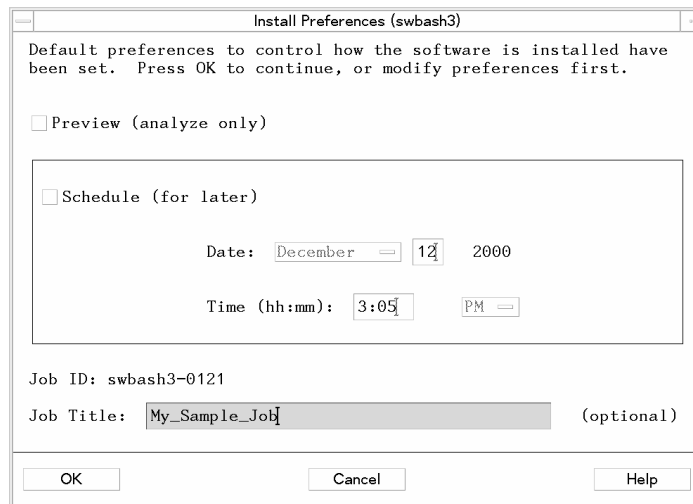 Install Preferences (swbash3)
Default preferences to control how the software is installed have
been set.  Press OK to continue, or modify preferences first.
Preview (analyze only)
Schedule (for later)
Date: December 12 2000
Time (hh:mm): 3:05 PM
Job ID: swbash3-0121
Job Title: My_Sample_Job (optional)
OK Cancel Help